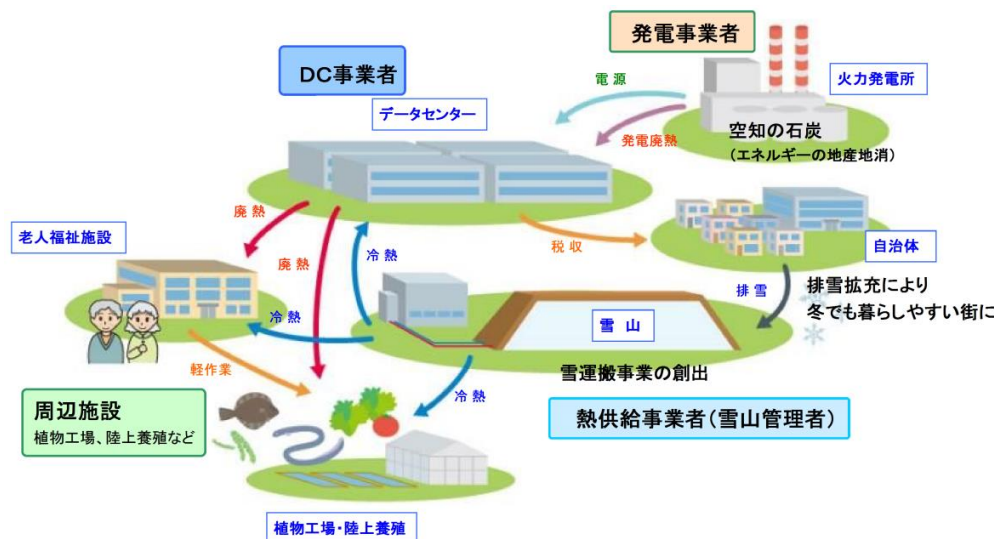 発電事業者
DC事業者
電源
火力発電所
データセンター
発電廃熱
空知の石炭
（エネルギーの地産地消）
廃熱
老人福祉施設
廃熱
冷熱
税収
自治体
排雪
排雪拡充により
冬でも暮らしやすい街に
冷熱
雪山
軽作業
雪運搬事業の創出
冷熱
周辺施設
植物工場、陸上養殖など
熱供給事業者（雪山管理者）
植物工場・陸上養殖